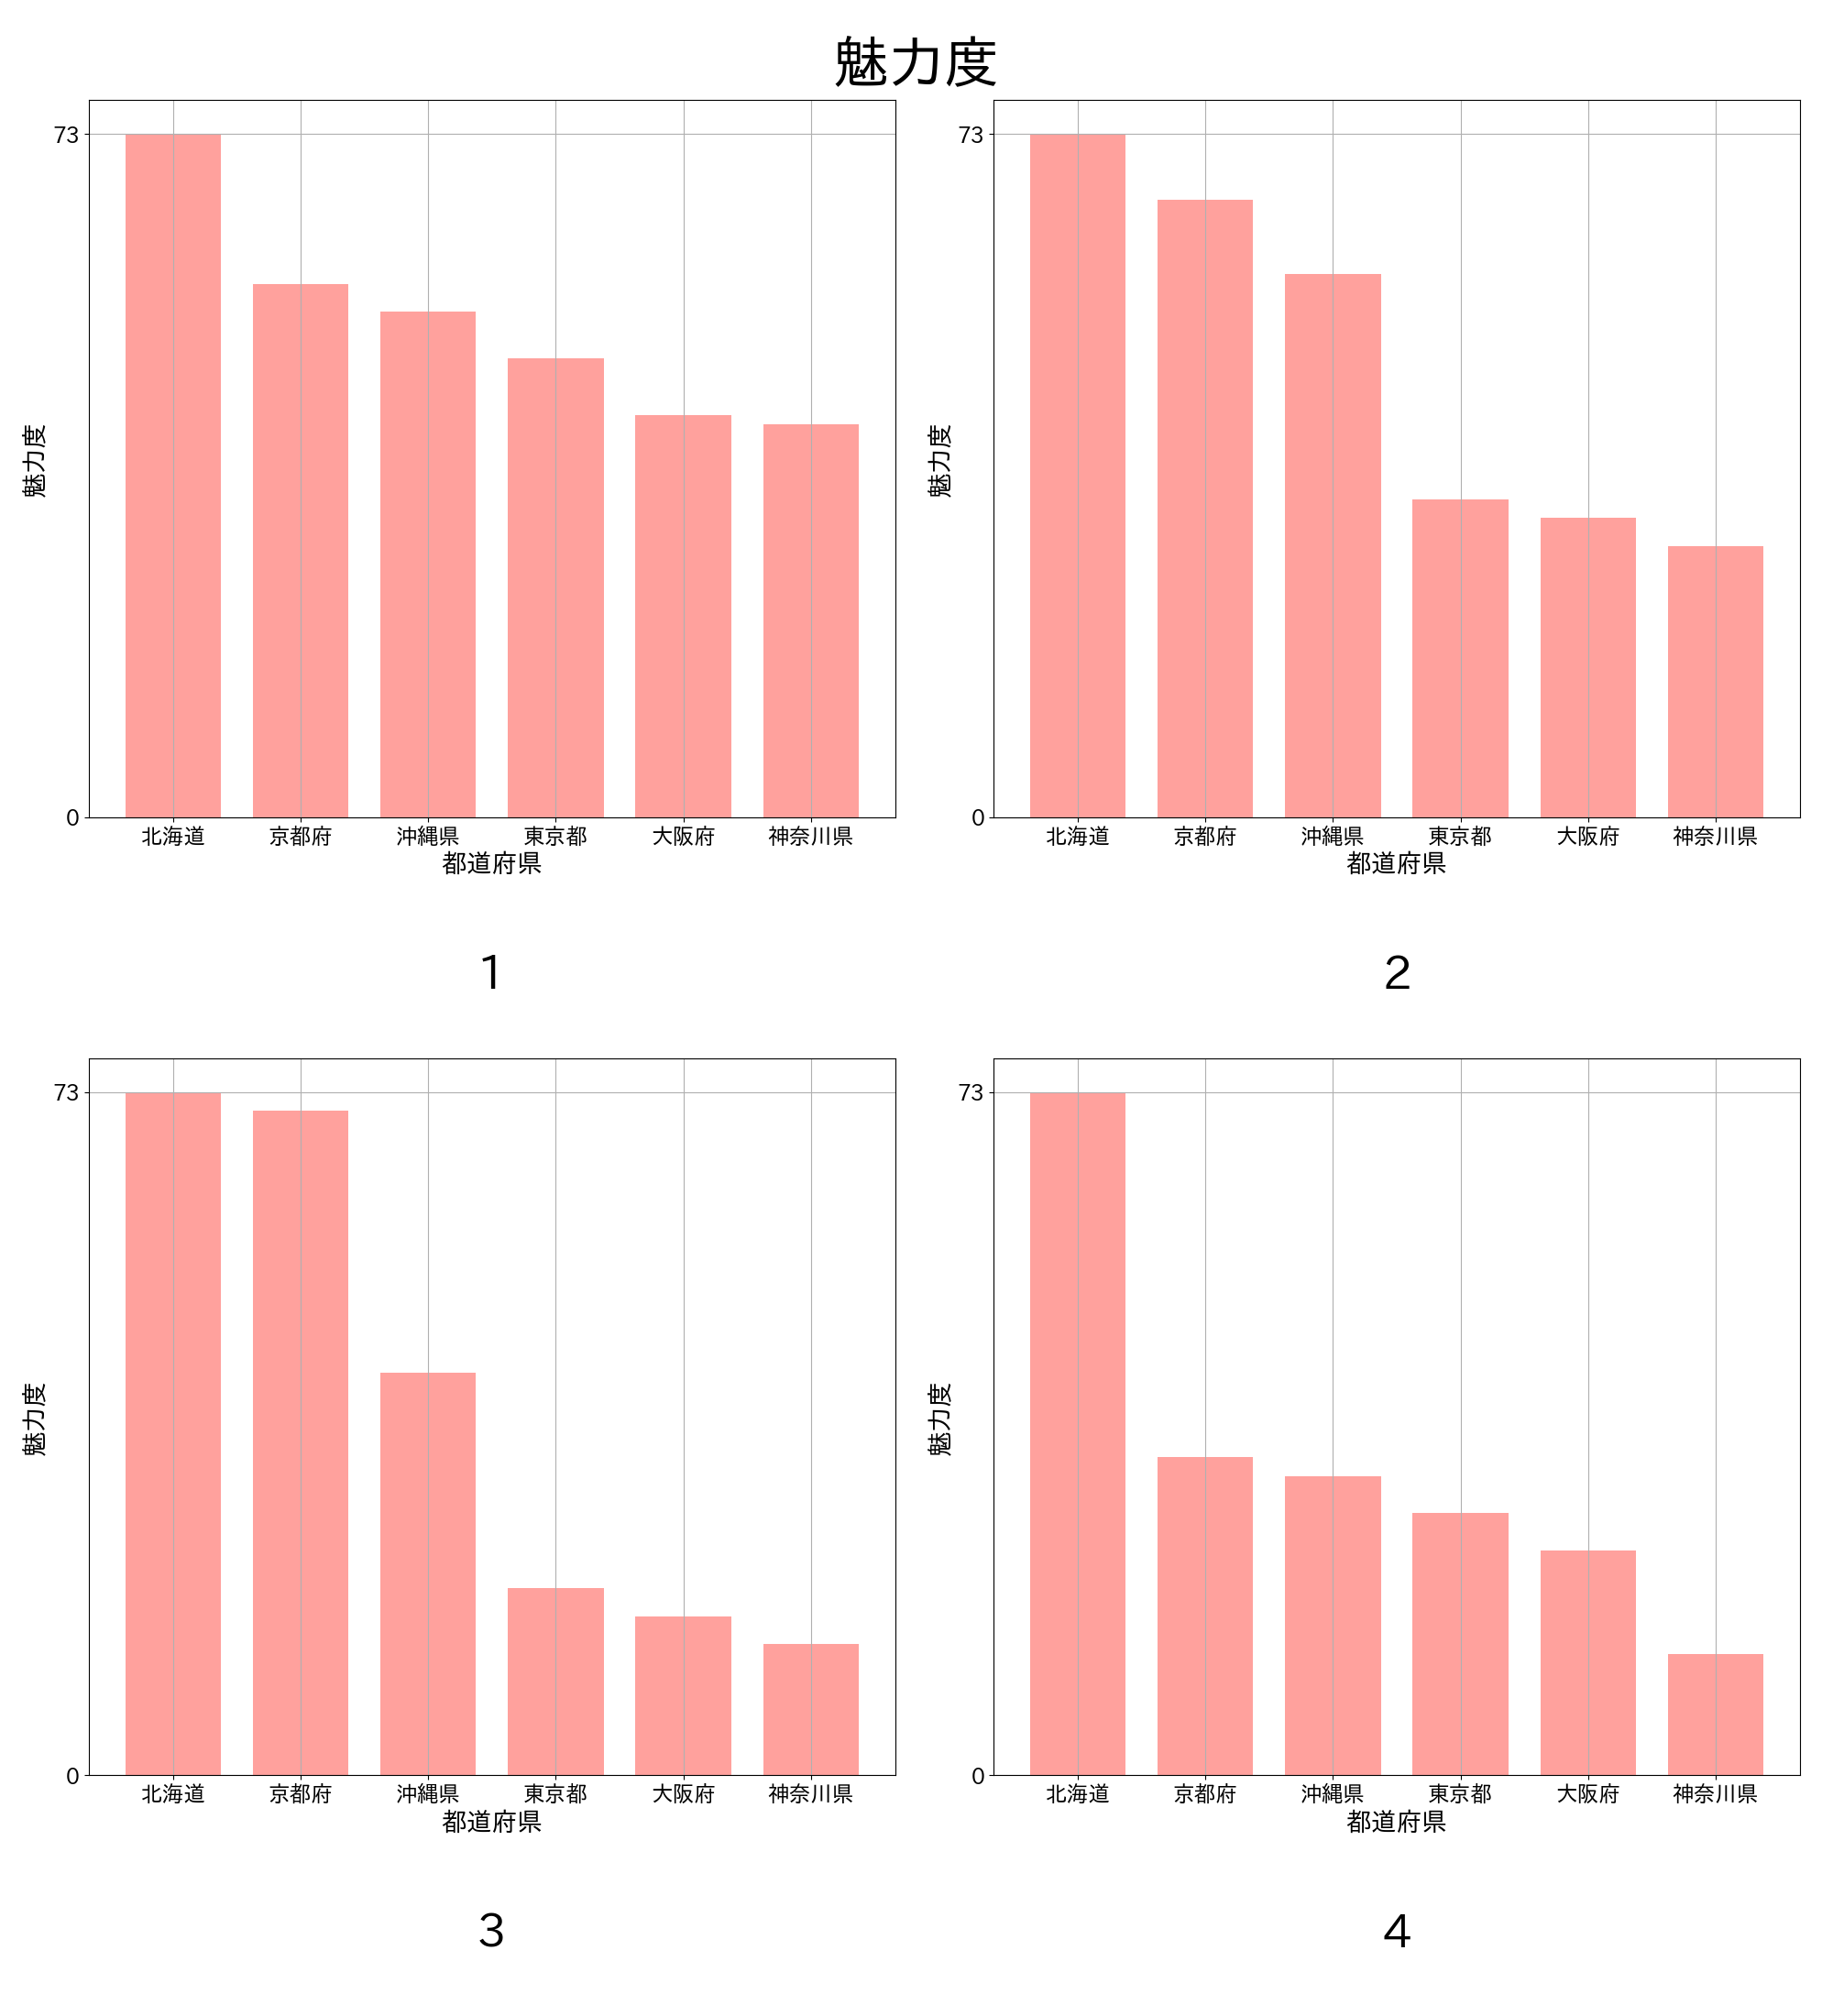 魅力度
73
0
魅力度
北海道 京都府 沖縄県 東京都 大阪府 神奈川県
都道府県
1
73
0
魅力度
北海道 京都府 沖縄県 東京都 大阪府 神奈川県
都道府県
2
73
0
魅力度
北海道 京都府 沖縄県 東京都 大阪府 神奈川県
都道府県
3
73
0
魅力度
北海道 京都府 沖縄県 東京都 大阪府 神奈川県
都道府県
4